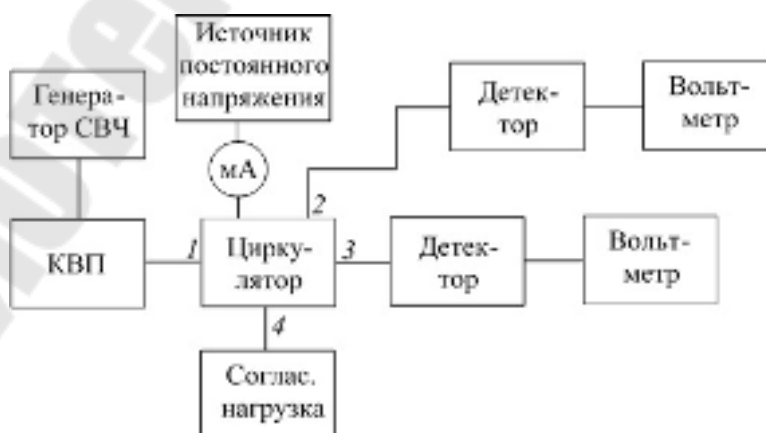 Источник
постоянного
напряжения
Генера-
тор СВЧ
Детек-
тор
Вольт-
метр
мА
2
КВП
1
Цирку-
лятор
3
Детек-
тор
Вольт-
метр
4
Соглас.
нагрузка